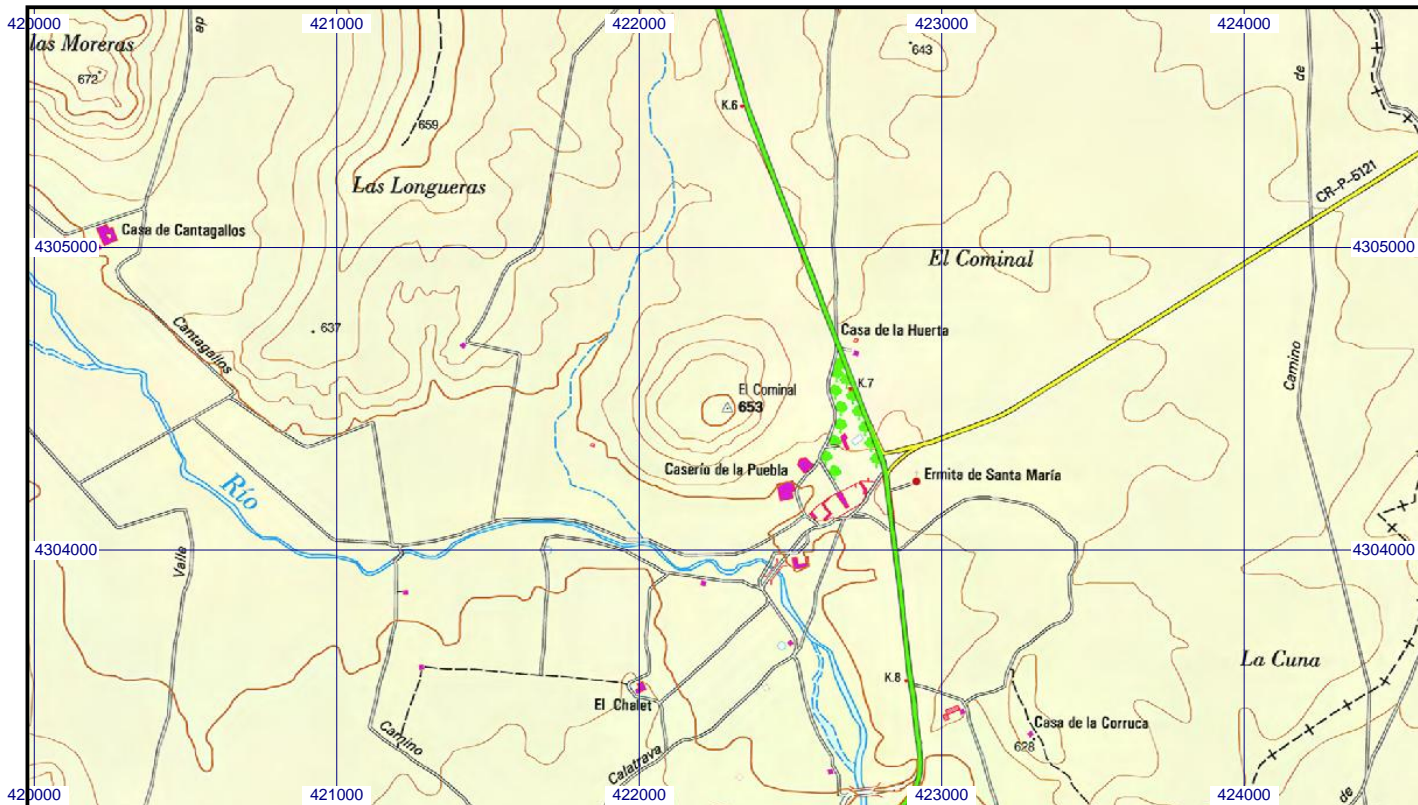 420000
421000
422000
423000
424000
las Moreras
ap
672
643
de
K.6
659
CR-P-5121
Las Longueras
Casa de Cantagallos
4305000
4305000
El Cominal
Cantagallos
637
Casa de la Huerta
Camino
K.7
El Cominal
653
Caserío de la Puebla
Ermita de Santa María
Río
4304000
4304000
Valle
La Cuna
K.8
El Chalet
Casa de la Corruca
628
Camino
Calatrava
de
420000
421000
422000
423000
424000